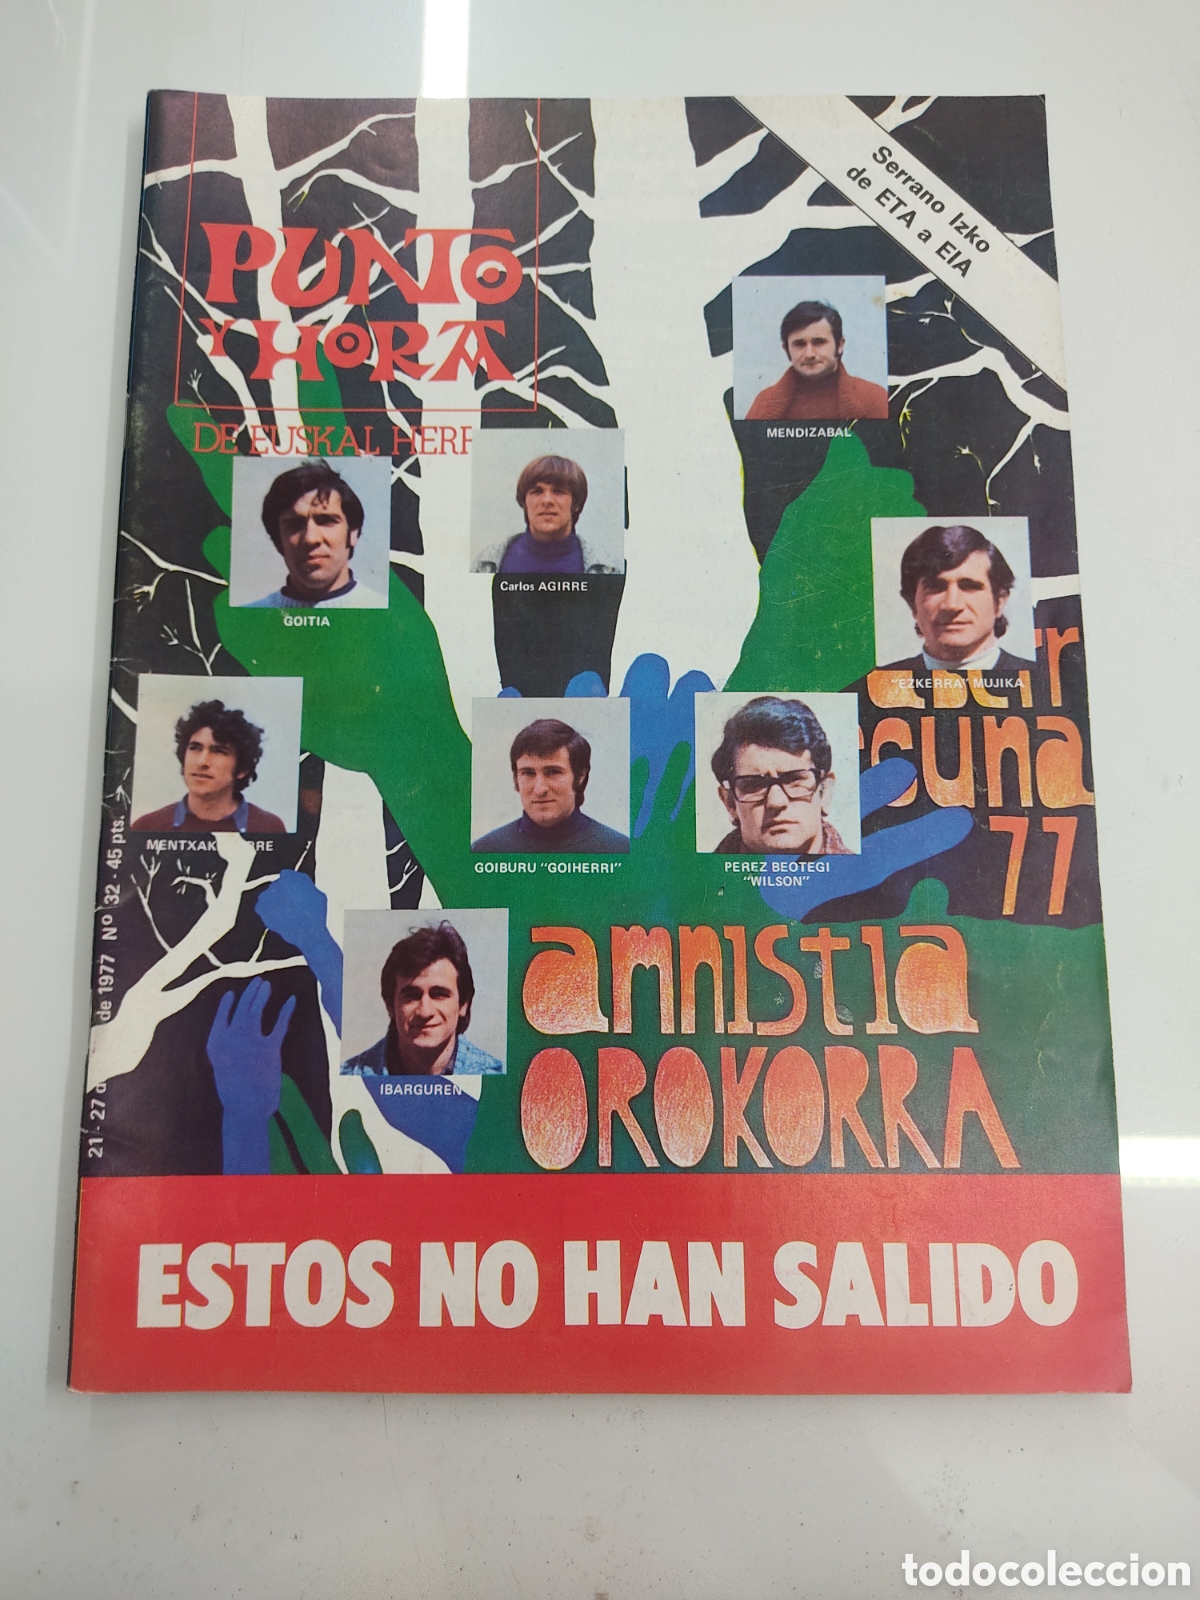 Serrano Izko
de ETA a EIA
PUNTO
Y HORA
DE EUSKAL HERR
MENDIZABAL
Carlos AGIRRE
GOITIA
"EZKERRA" MUJIKA
77
MENTXAK
GOIBURU "GOIHERRI"
PEREZ BEOTEGI
"WILSON"
IBARGUREN
amnistia
OROKORRA
21 - 27 de 1977 Nº 32 - 45 pts.
ESTOS NO HAN SALIDO
todocoleccion